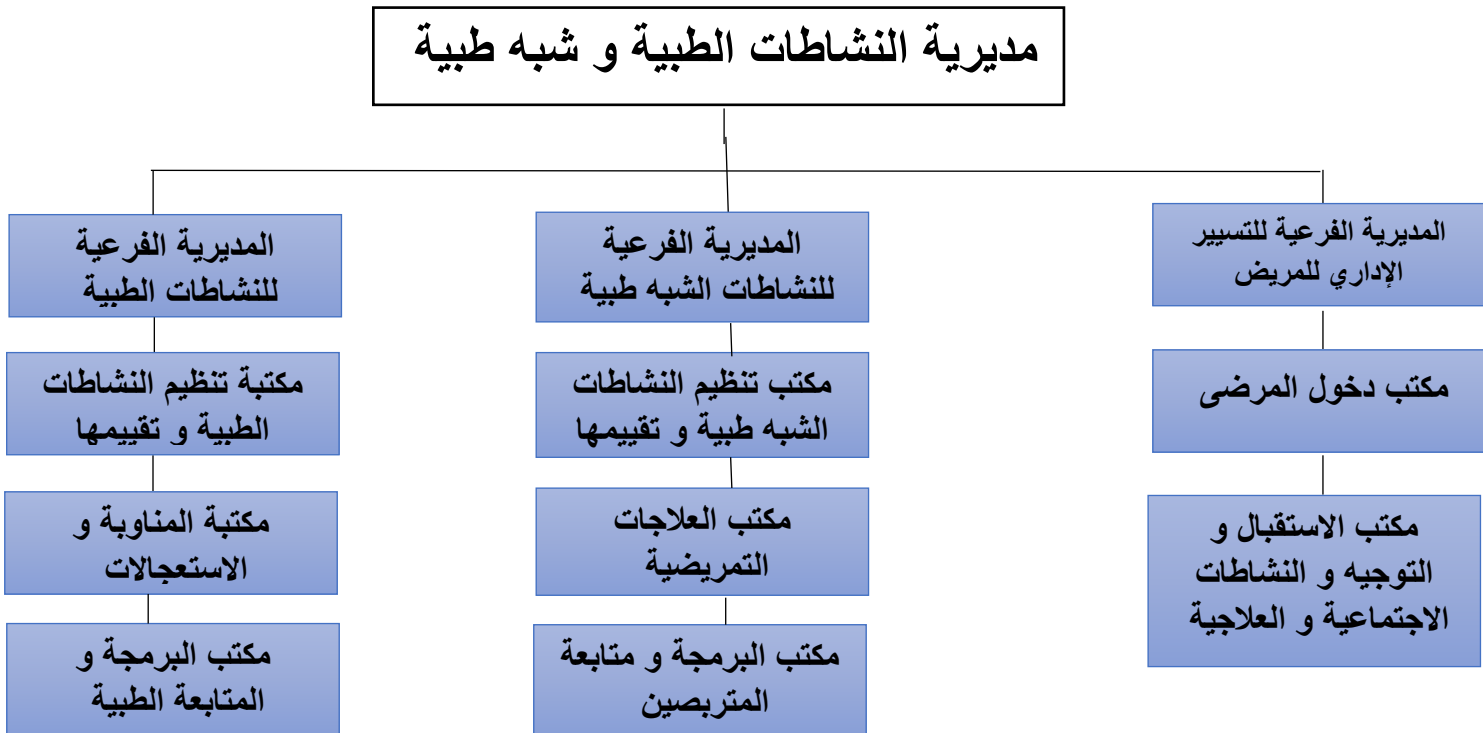 مديرية النشاطات الطبية و شبه طبية
المديرية الفرعية للتسيير
الإداري للمريض
مكتب دخول المرضى
مكتب الاستقبال و
التوجيه و النشاطات
الاجتماعية و العلاجية
المديرية الفرعية
للنشاطات الشبه طبية
مكتب تنظيم النشاطات
الشبه طبية و تقييمها
مكتب العلاجات
التمريضية
مكتب البرمجة و متابعة
المتربصين
المديرية الفرعية
للنشاطات الطبية
مكتبة تنظيم النشاطات
الطبية و تقييمها
مكتبة المناوبة و
الاستعجالات
مكتب البرمجة و
المتابعة الطبية